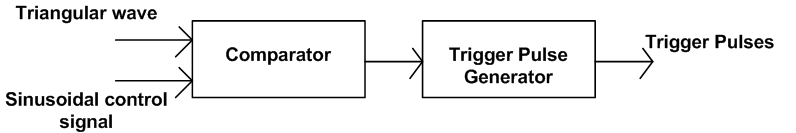 Triangular wave
Sinusoidal control
signal
Comparator
Trigger Pulse
Generator
Trigger Pulses